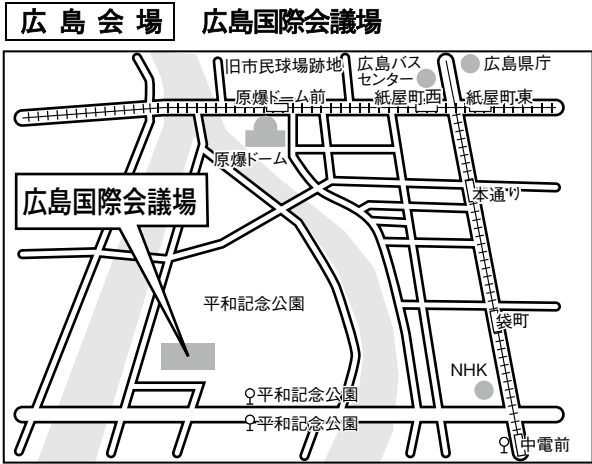 広島会場 広島国際会議場
旧市民球場跡地
広島バス
センター
広島県庁
原爆ドーム前
紙屋町西
紙屋町東
原爆ドーム
広島国際会議場
本通り
平和記念公園
袋町
NHK
平和記念公園
平和記念公園
中電前